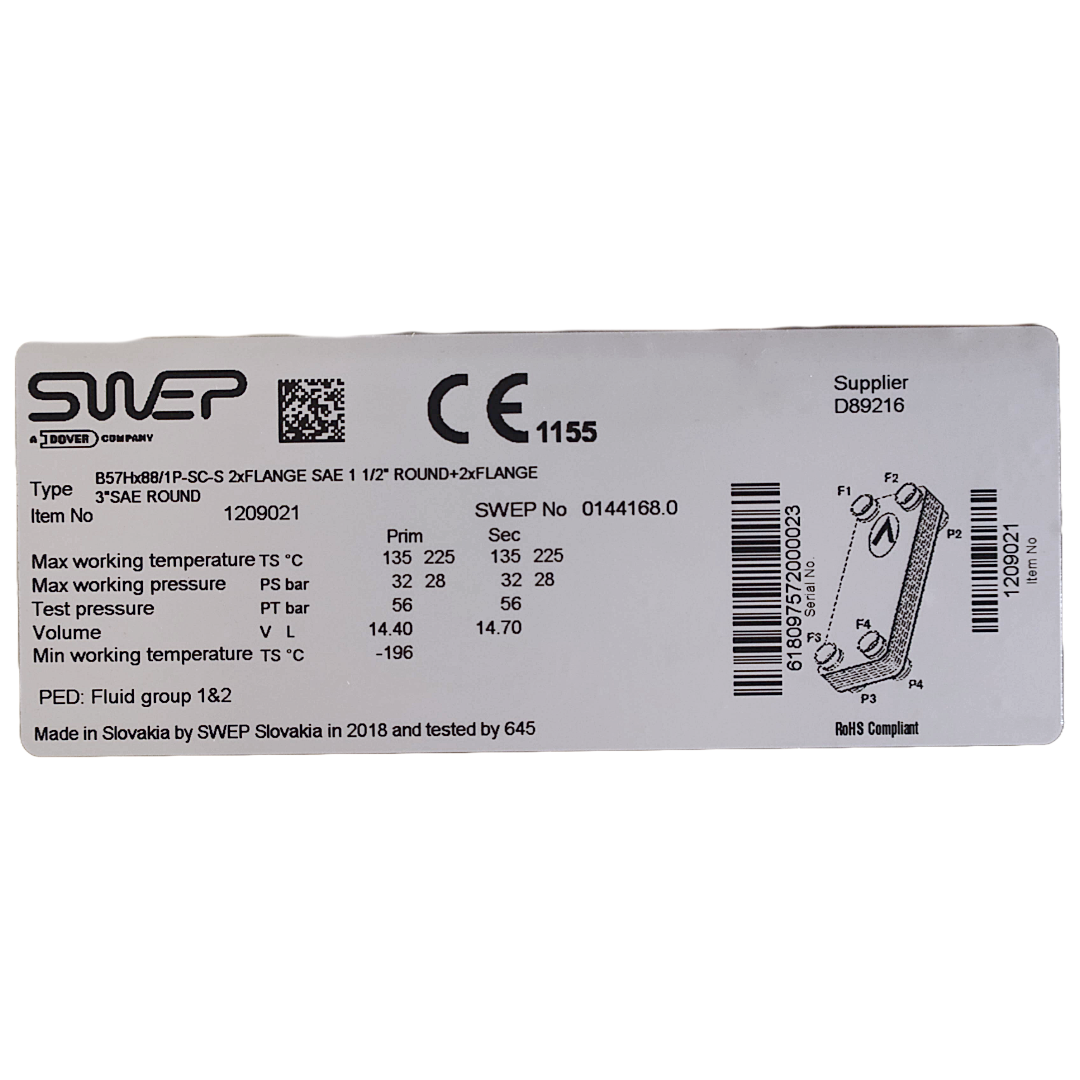 SWEP
A DOVER COMPANY
CE 1155
Supplier
D89216
Type B57Hx88/1P-SC-S 2xFLANGE SAE 1 1/2" ROUND+2xFLANGE
3"SAE ROUND
Item No 1209021 SWEP No 0144168.0
Prim Sec
Max working temperature TS °C 135 225 135 225
Max working pressure PS bar 32 28 32 28
Test pressure PT bar 56 56
Volume V L 14.40 14.70
Min working temperature TS °C -196
PED: Fluid group 1&2
Made in Slovakia by SWEP Slovakia in 2018 and tested by 645
618097572000023
Serial No.
F1
F2
P2
F3
F4
P3
P4
RoHS Compliant
1209021
Item No